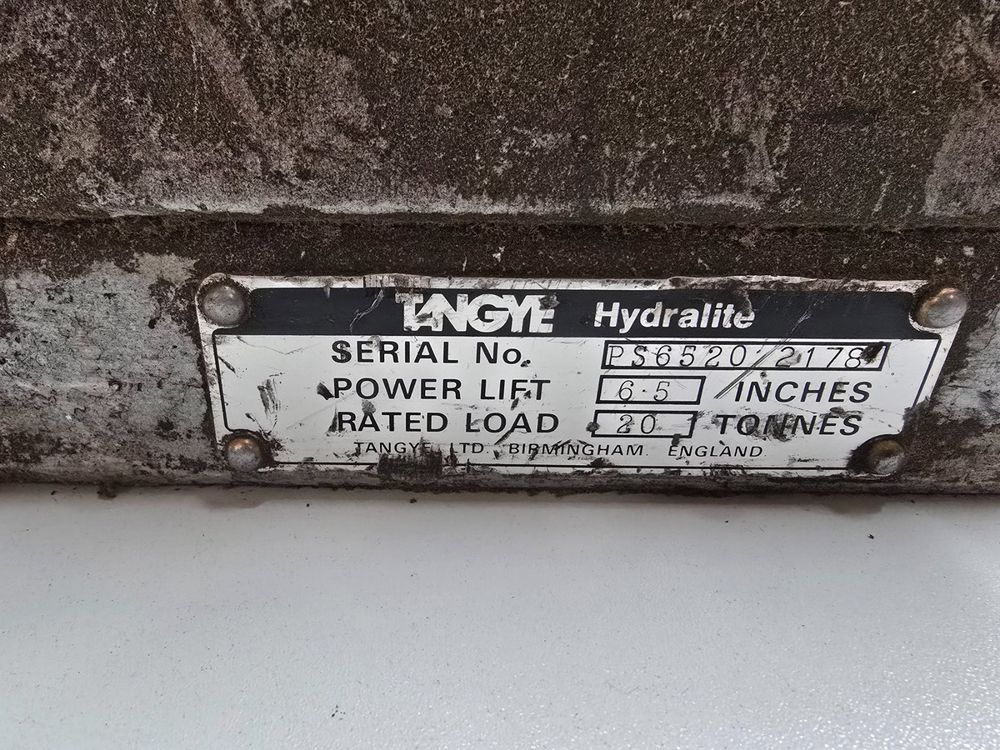 TANGYE Hydralite
SERIAL No. PS6520/2178
POWER LIFT 6.5 INCHES
RATED LOAD 20 TONNES
TANGYE LTD. BIRMINGHAM ENGLAND